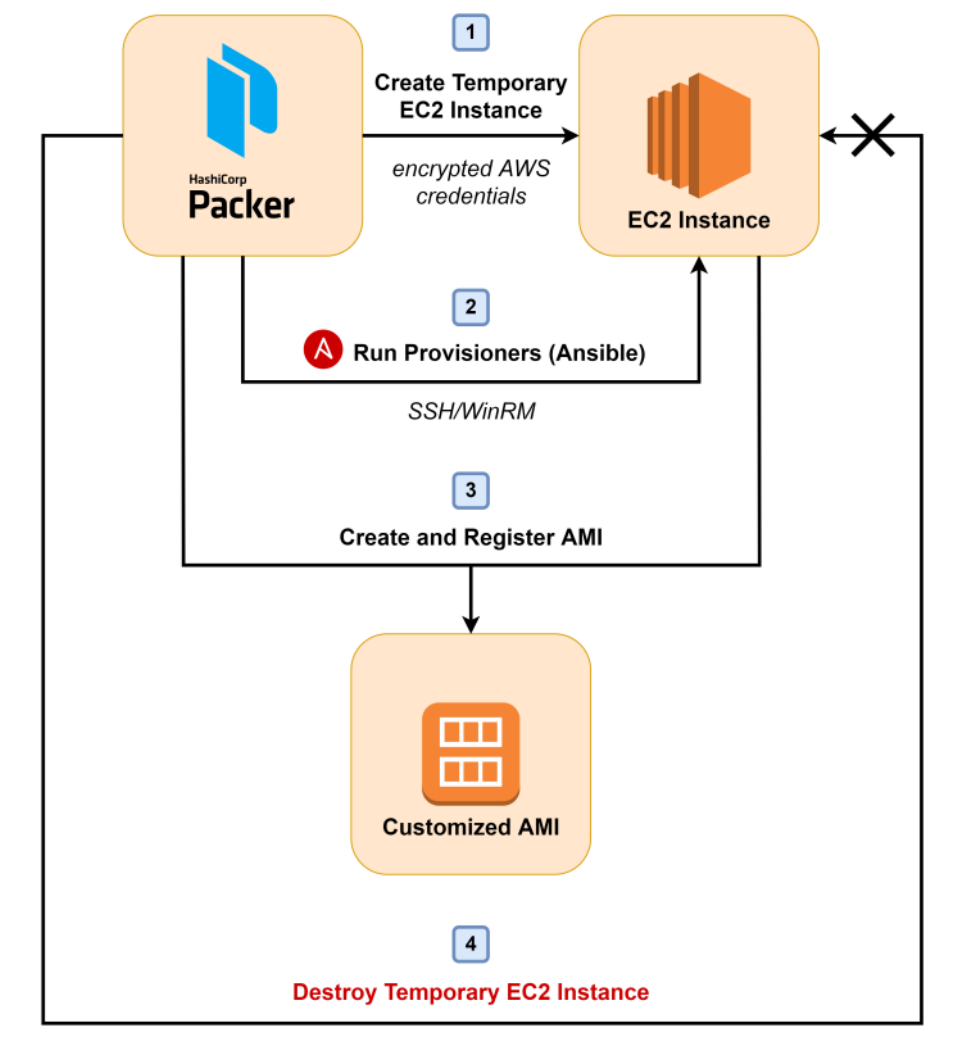 1
Create Temporary
EC2 Instance
encrypted AWS
credentials
HashiCorp
Packer
EC2 Instance
2
Run Provisioners (Ansible)
SSH/WinRM
3
Create and Register AMI
Customized AMI
4
Destroy Temporary EC2 Instance